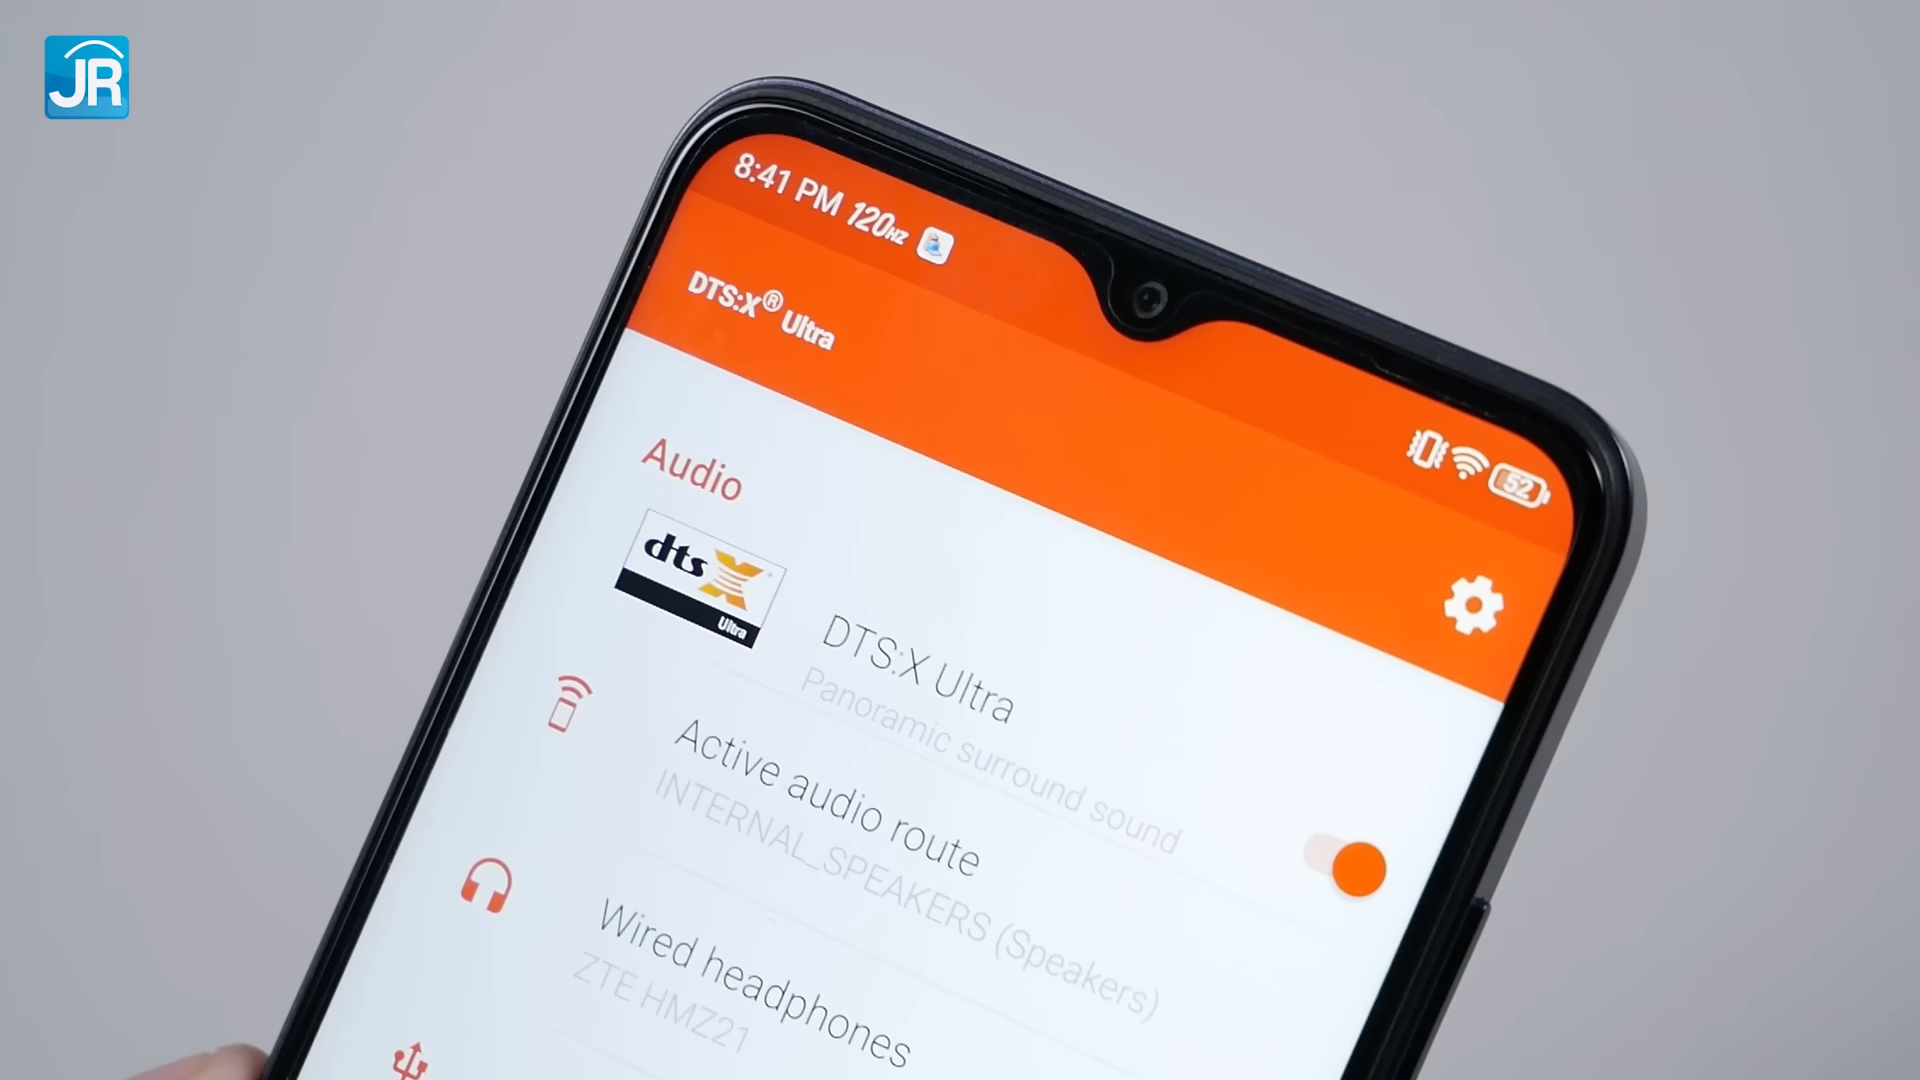 JR
8:41 PM 120HZ
52
DTS:X® Ultra
Audio
dts X
Ultra
DTS:X Ultra
Panoramic surround sound
Active audio route
INTERNAL_SPEAKERS (Speakers)
Wired headphones
ZTE HMZ21